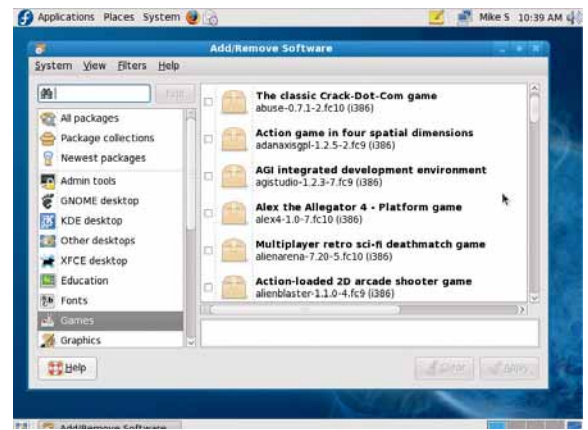 Applications Places System Mike S 10:39 AM
Add/Remove Software
System View Filters Help
Find
All packages
Package collections
Newest packages
Admin tools
GNOME desktop
KDE desktop
Other desktops
XFCE desktop
Education
Fonts
Games
Graphics
The classic Crack-Dot-Com game
abuse-0.7.1-2.fc10 (i386)
Action game in four spatial dimensions
adanaxisgpl-1.2.5-2.fc9 (i386)
AGI integrated development environment
agistudio-1.2.3-7.fc9 (i386)
Alex the Allegator 4 - Platform game
alex4-1.0-7.fc10 (i386)
Multiplayer retro sci-fi deathmatch game
alienarena-7.20-5.fc10 (i386)
Action-loaded 2D arcade shooter game
alienblaster-1.1.0-4.fc9 (i386)
Help Clear Apply
Add/Remove Software